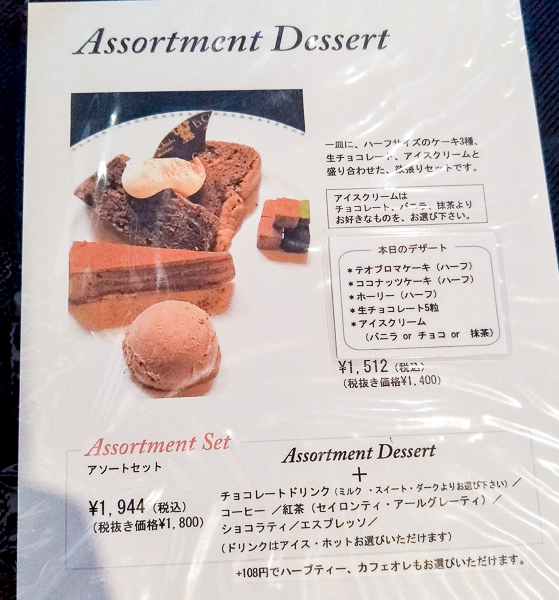 Assortment Dessert
一皿に、ハーフサイズのケーキ3種、
生チョコレート、アイスクリームと
盛り合わせた、欲張りセットです。
アイスクリームは
チョコレート、バニラ、抹茶より
お好きなものを、お選び下さい。
本日のデザート
＊テオブロマケーキ（ハーフ）
＊ココナッツケーキ（ハーフ）
＊ホーリー（ハーフ）
＊生チョコレート5粒
＊アイスクリーム
（バニラ or チョコ or 抹茶）
¥1,512（税込）
（税抜き価格¥1,400）
Assortment Set
アソートセット
¥1,944（税込）
（税抜き価格¥1,800）
Assortment Dessert
＋
チョコレートドリンク（ミルク・スイート・ダークよりお選び下さい）／
コーヒー ／紅茶（セイロンティ・アールグレーティ）／
ショコラティ／エスプレッソ／
（ドリンクはアイス・ホットお選びいただけます）
+108円でハーブティー、カフェオレもお選びいただけます。